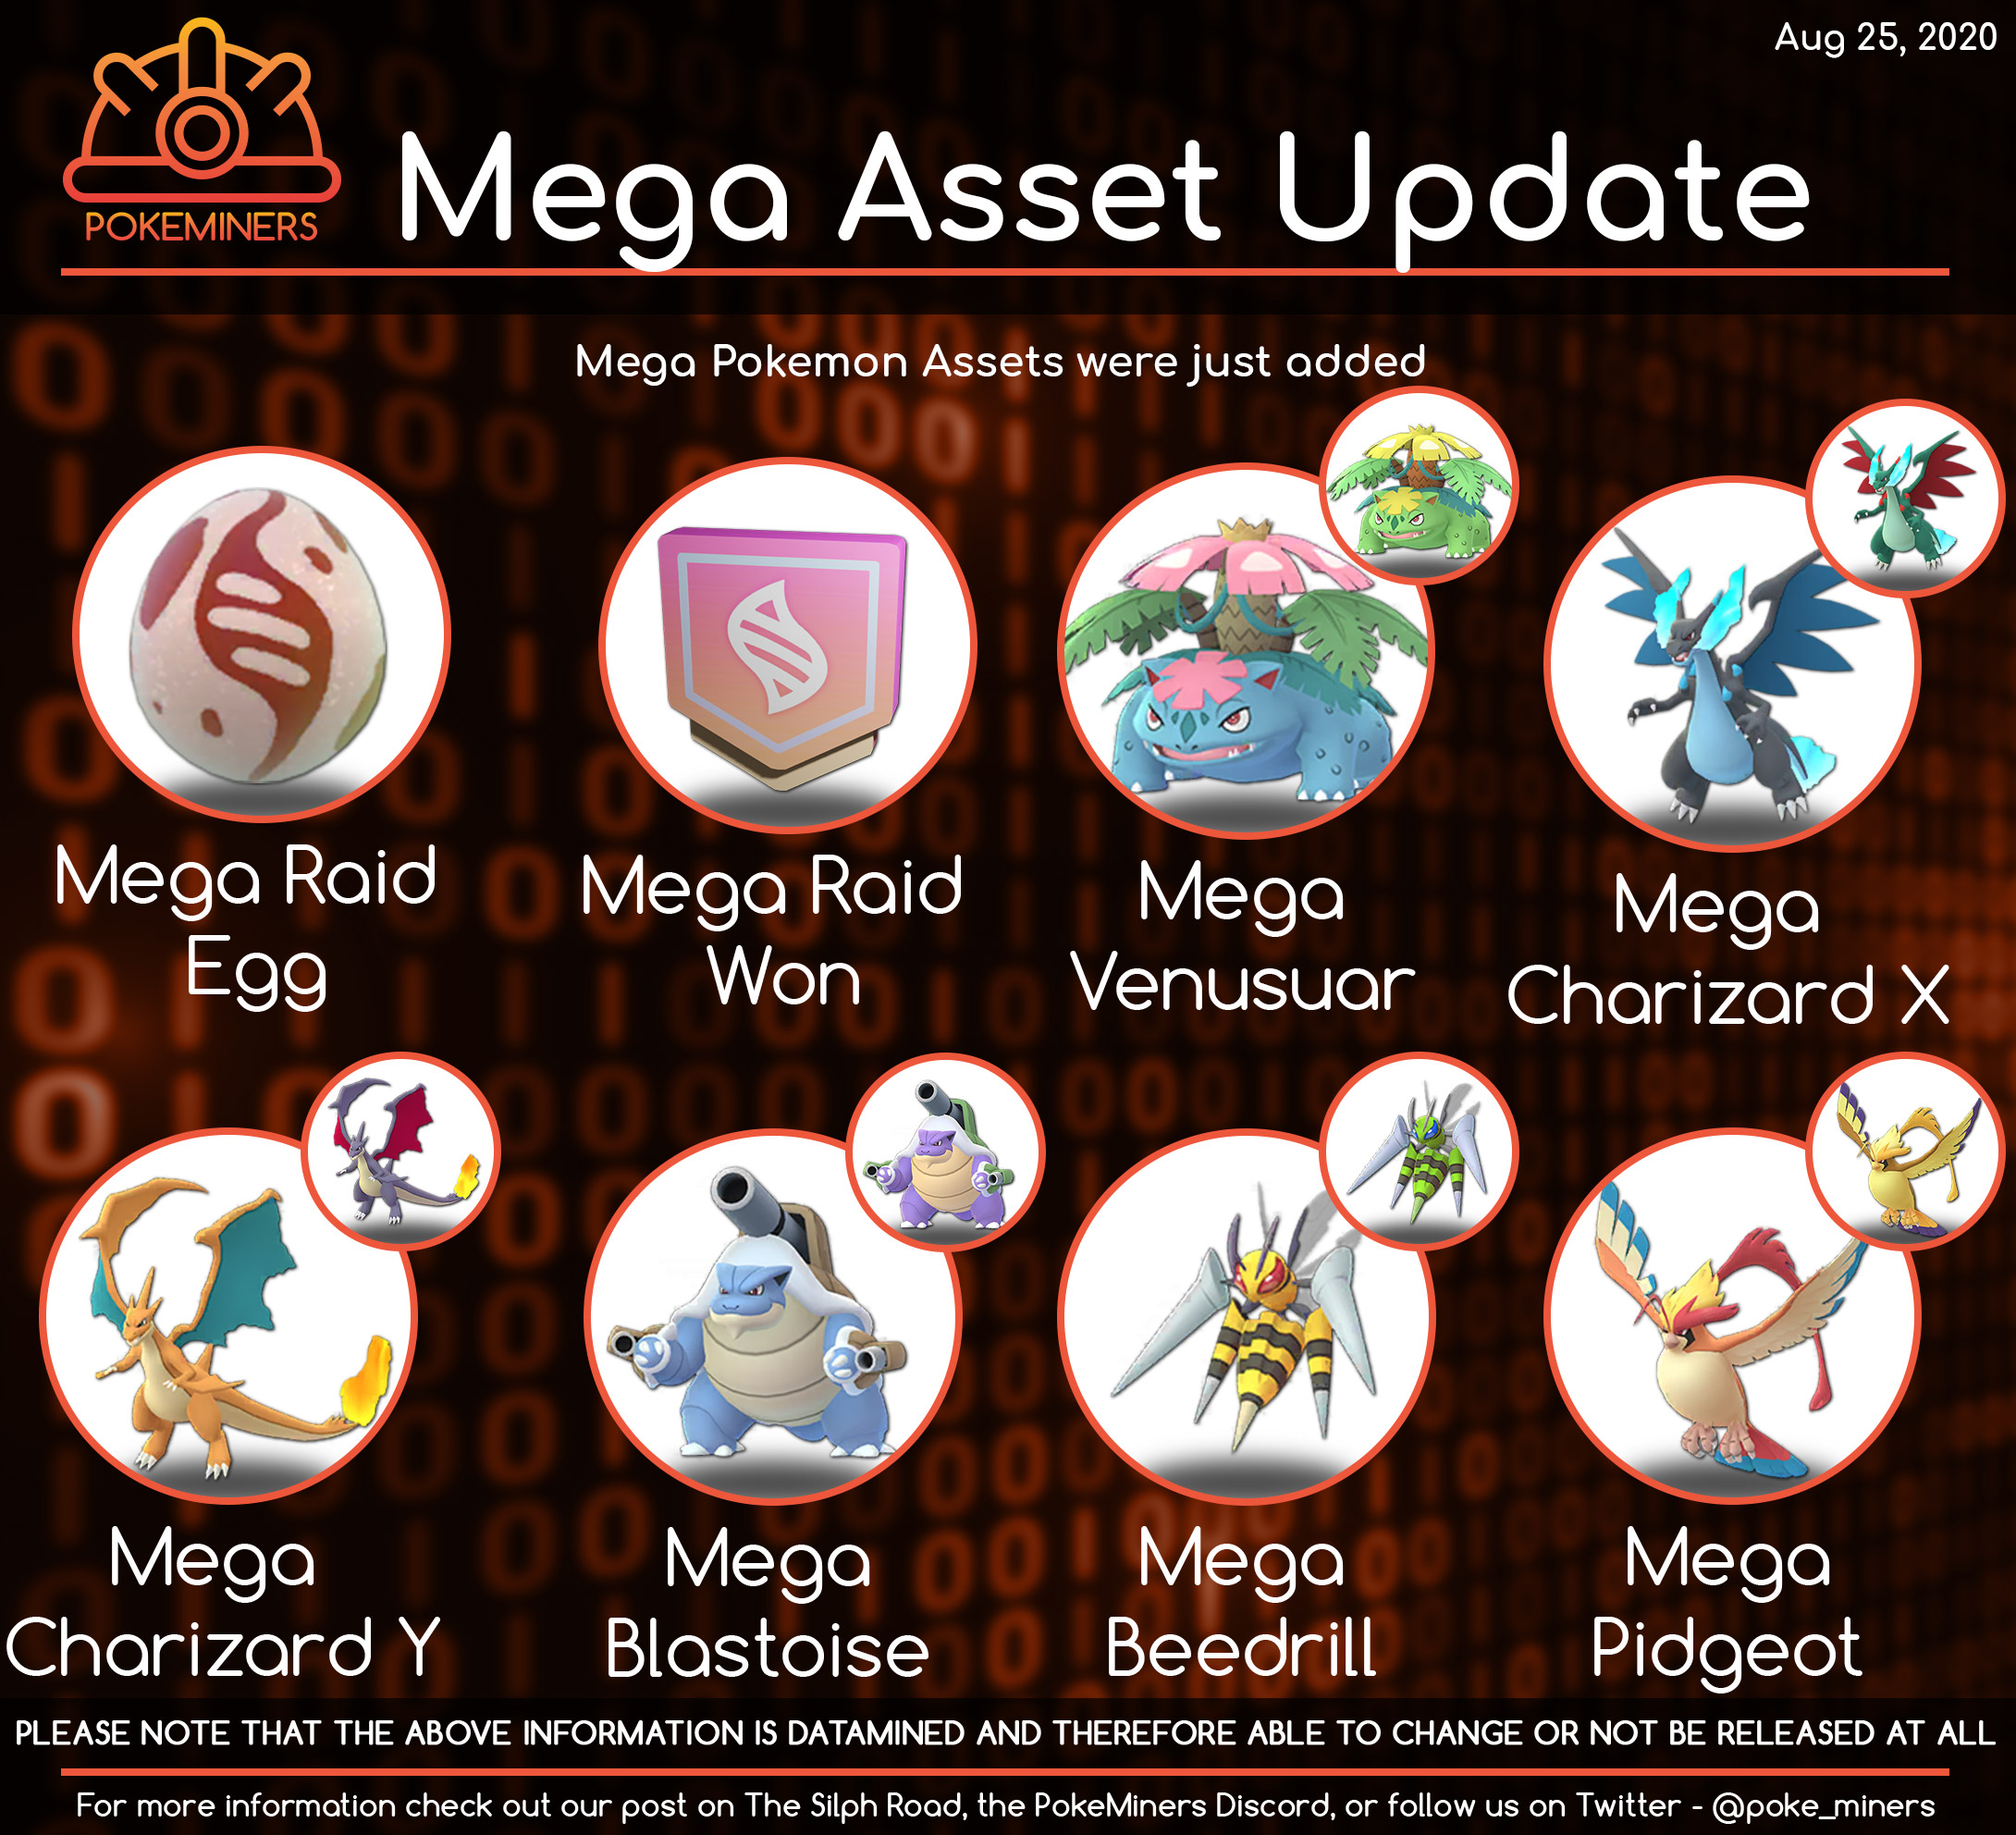 Aug 25, 2020
POKEMINERS
Mega Asset Update
Mega Pokemon Assets were just added
Mega Raid
Egg
Mega Raid
Won
Mega
Venusuar
Mega
Charizard X
Mega
Charizard Y
Mega
Blastoise
Mega
Beedrill
Mega
Pidgeot
PLEASE NOTE THAT THE ABOVE INFORMATION IS DATAMINED AND THEREFORE ABLE TO CHANGE OR NOT BE RELEASED AT ALL
For more information check out our post on The Silph Road, the PokeMiners Discord, or follow us on Twitter - @poke_miners